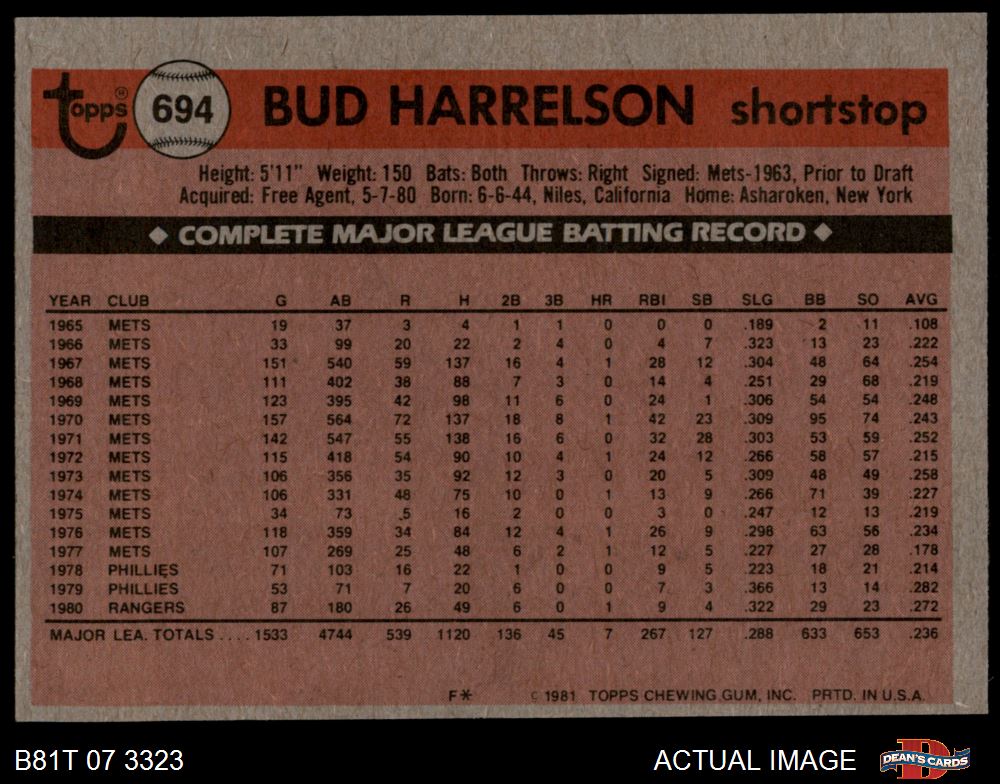 Topps® 694 BUD HARRELSON shortstop
Height: 5'11" Weight: 150 Bats: Both Throws: Right Signed: Mets-1963, Prior to Draft
Acquired: Free Agent, 5-7-80 Born: 6-6-44, Niles, California Home: Asharoken, New York
◆ COMPLETE MAJOR LEAGUE BATTING RECORD ◆
YEAR CLUB G AB R H 2B 3B HR RBI SB SLG BB SO AVG
1965 METS 19 37 3 4 1 1 0 0 0 .189 2 11 .108
1966 METS 33 99 20 22 2 4 0 4 7 .323 13 23 .222
1967 METS 151 540 59 137 16 4 1 28 12 .304 48 64 .254
1968 METS 111 402 38 88 7 3 0 14 4 .251 29 68 .219
1969 METS 123 395 42 98 11 6 0 24 1 .306 54 54 .248
1970 METS 157 564 72 137 18 8 1 42 23 .309 95 74 .243
1971 METS 142 547 55 138 16 6 0 32 28 .303 53 59 .252
1972 METS 115 418 54 90 10 4 1 24 12 .266 58 57 .215
1973 METS 106 356 35 92 12 3 0 20 5 .309 48 49 .258
1974 METS 106 331 48 75 10 0 1 13 9 .266 71 39 .227
1975 METS 34 73 5 16 2 0 0 3 0 .247 12 13 .219
1976 METS 118 359 34 84 12 4 1 26 9 .298 63 56 .234
1977 METS 107 269 25 48 6 2 1 12 5 .227 27 28 .178
1978 PHILLIES 71 103 16 22 1 0 0 9 5 .223 18 21 .214
1979 PHILLIES 53 71 7 20 6 0 0 7 3 .366 13 14 .282
1980 RANGERS 87 180 26 49 6 0 1 9 4 .322 29 23 .272
MAJOR LEA. TOTALS .... 1533 4744 539 1120 136 45 7 267 127 .288 633 653 .236
F* © 1981 TOPPS CHEWING GUM, INC. PRTD. IN U.S.A.
B81T 07 3323 ACTUAL IMAGE D DEAN'S CARDS